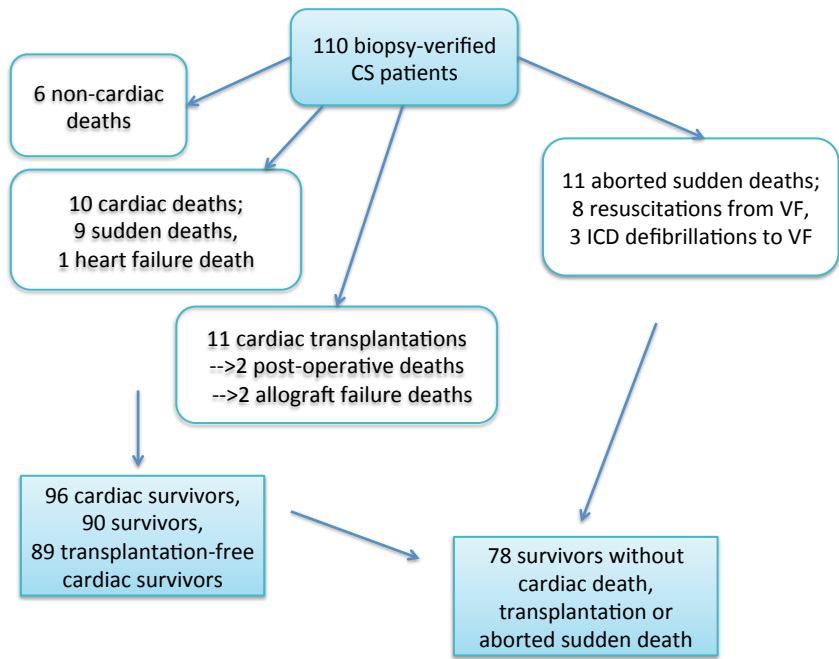 110 biopsy-verified
CS patients
6 non-cardiac
deaths
10 cardiac deaths;
9 sudden deaths,
1 heart failure death
11 aborted sudden deaths;
8 resuscitations from VF,
3 ICD defibrillations to VF
11 cardiac transplantations
-->2 post-operative deaths
-->2 allograft failure deaths
96 cardiac survivors,
90 survivors,
89 transplantation-free
cardiac survivors
78 survivors without
cardiac death,
transplantation or
aborted sudden death